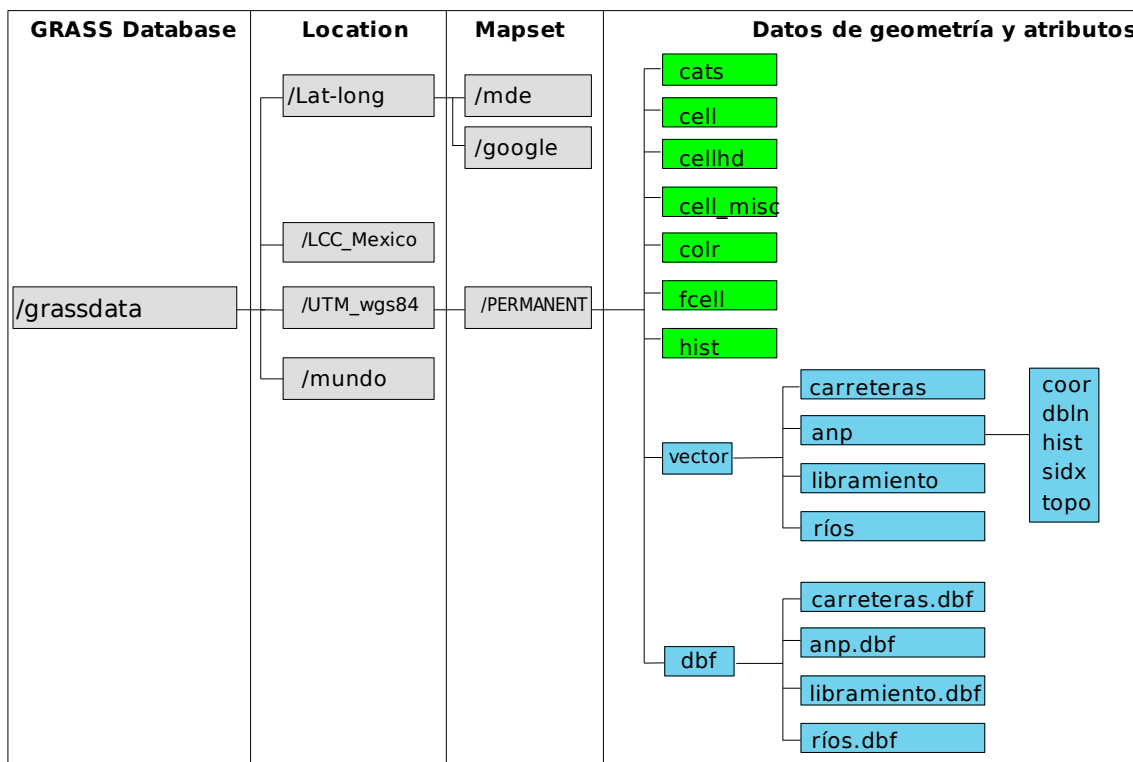 GRASS Database
Location
Mapset
Datos de geometría y atributos
/grassdata
/Lat-long
/LCC_Mexico
/UTM_wgs84
/mundo
/mde
/google
/PERMANENT
cats
cell
cellhd
cell_misc
colr
fcell
hist
vector
carreteras
anp
libramiento
ríos
coor
dbln
hist
sidx
topo
dbf
carreteras.dbf
anp.dbf
libramiento.dbf
ríos.dbf